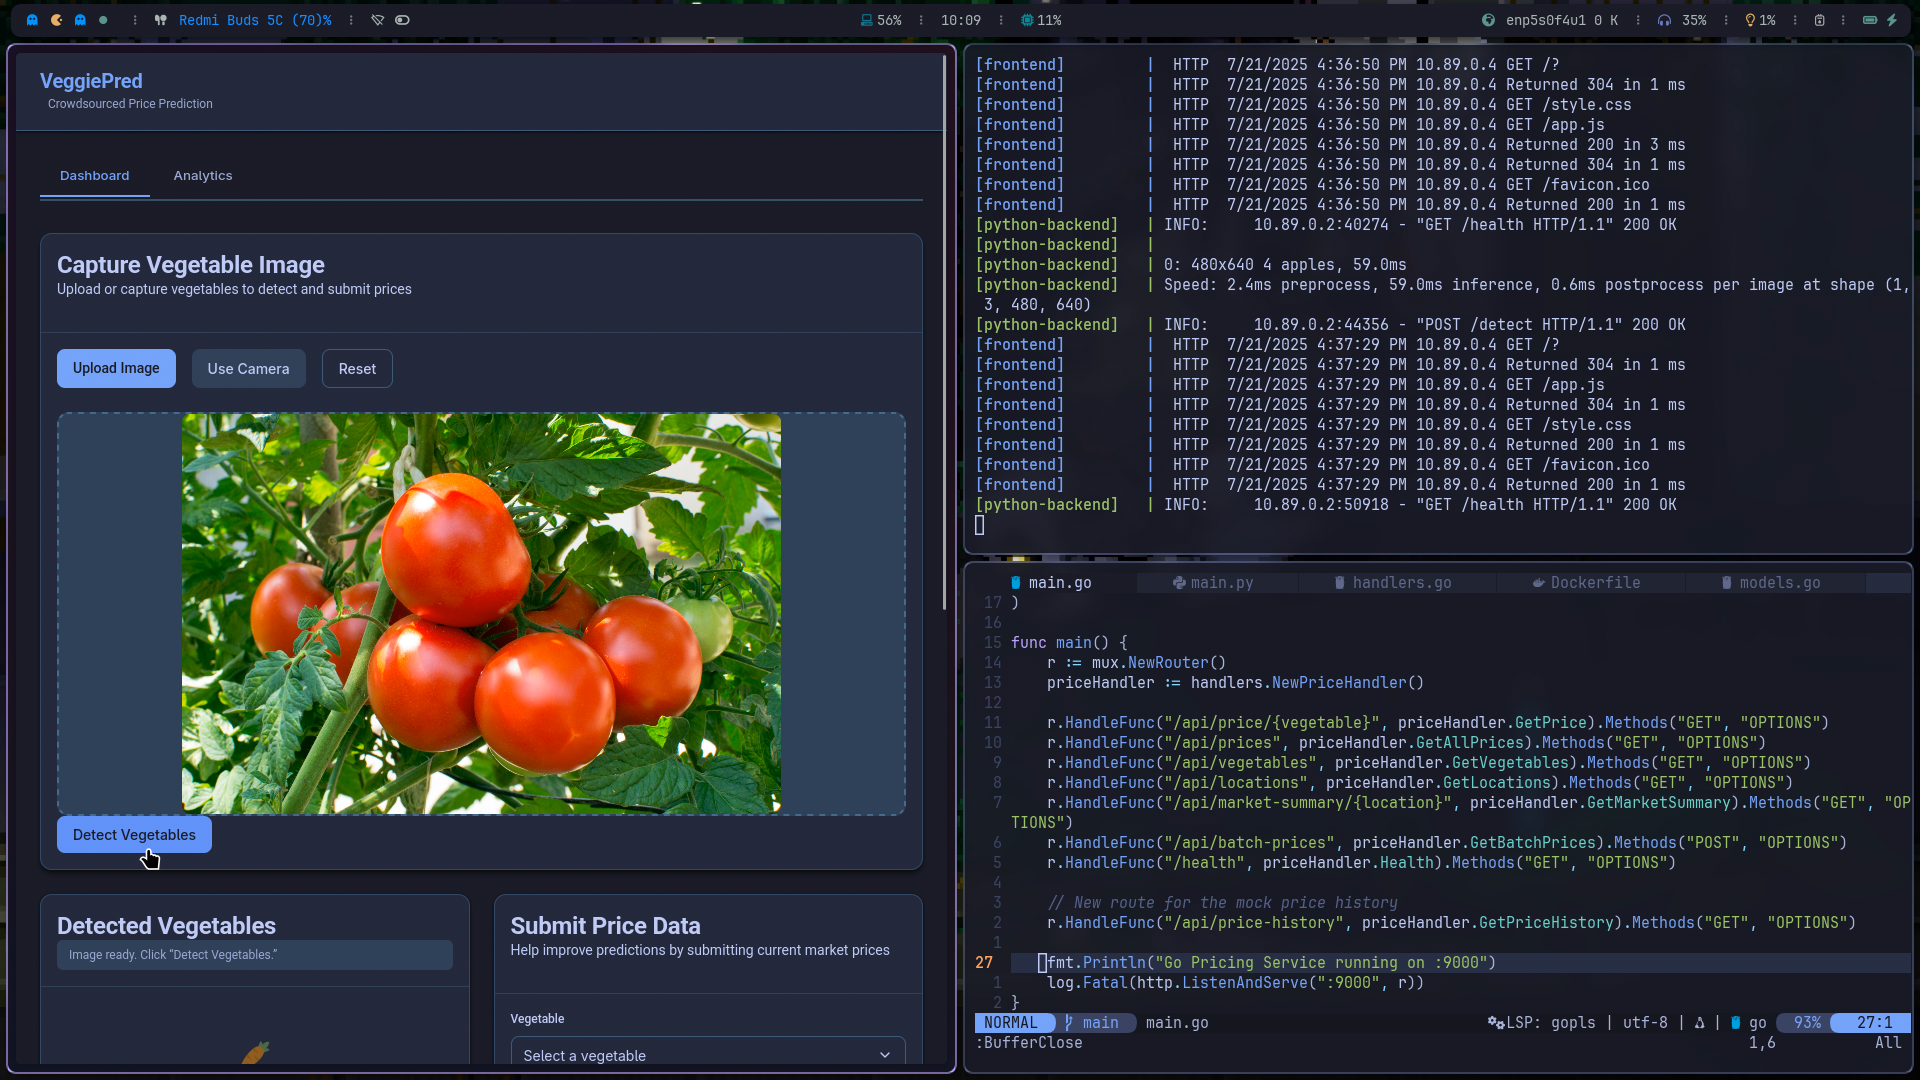 Redmi Buds 5C (70)%
56%
10:09
11%
enp5s0f4u1 0 K
35%
1%
VeggiePred
Crowdsourced Price Prediction
Dashboard
Analytics
Capture Vegetable Image
Upload or capture vegetables to detect and submit prices
Upload Image
Use Camera
Reset
Detect Vegetables
Detected Vegetables
Image ready. Click “Detect Vegetables.”
Submit Price Data
Help improve predictions by submitting current market prices
Vegetable
Select a vegetable
[frontend] | HTTP 7/21/2025 4:36:50 PM 10.89.0.4 GET /?
[frontend] | HTTP 7/21/2025 4:36:50 PM 10.89.0.4 Returned 304 in 1 ms
[frontend] | HTTP 7/21/2025 4:36:50 PM 10.89.0.4 GET /style.css
[frontend] | HTTP 7/21/2025 4:36:50 PM 10.89.0.4 GET /app.js
[frontend] | HTTP 7/21/2025 4:36:50 PM 10.89.0.4 Returned 200 in 3 ms
[frontend] | HTTP 7/21/2025 4:36:50 PM 10.89.0.4 Returned 304 in 1 ms
[frontend] | HTTP 7/21/2025 4:36:50 PM 10.89.0.4 GET /favicon.ico
[frontend] | HTTP 7/21/2025 4:36:50 PM 10.89.0.4 Returned 200 in 1 ms
[python-backend] | INFO: 10.89.0.2:40274 - "GET /health HTTP/1.1" 200 OK
[python-backend] |
[python-backend] | 0: 480x640 4 apples, 59.0ms
[python-backend] | Speed: 2.4ms preprocess, 59.0ms inference, 0.6ms postprocess per image at shape (1,
3, 480, 640)
[python-backend] | INFO: 10.89.0.2:44356 - "POST /detect HTTP/1.1" 200 OK
[frontend] | HTTP 7/21/2025 4:37:29 PM 10.89.0.4 GET /?
[frontend] | HTTP 7/21/2025 4:37:29 PM 10.89.0.4 Returned 304 in 1 ms
[frontend] | HTTP 7/21/2025 4:37:29 PM 10.89.0.4 GET /app.js
[frontend] | HTTP 7/21/2025 4:37:29 PM 10.89.0.4 Returned 304 in 1 ms
[frontend] | HTTP 7/21/2025 4:37:29 PM 10.89.0.4 GET /style.css
[frontend] | HTTP 7/21/2025 4:37:29 PM 10.89.0.4 Returned 200 in 1 ms
[frontend] | HTTP 7/21/2025 4:37:29 PM 10.89.0.4 GET /favicon.ico
[frontend] | HTTP 7/21/2025 4:37:29 PM 10.89.0.4 Returned 200 in 1 ms
[python-backend] | INFO: 10.89.0.2:50918 - "GET /health HTTP/1.1" 200 OK
main.go main.py handlers.go Dockerfile models.go
17 )
16
15 func main() {
14 r := mux.NewRouter()
13 priceHandler := handlers.NewPriceHandler()
12
11 r.HandleFunc("/api/price/{vegetable}", priceHandler.GetPrice).Methods("GET", "OPTIONS")
10 r.HandleFunc("/api/prices", priceHandler.GetAllPrices).Methods("GET", "OPTIONS")
9 r.HandleFunc("/api/vegetables", priceHandler.GetVegetables).Methods("GET", "OPTIONS")
8 r.HandleFunc("/api/locations", priceHandler.GetLocations).Methods("GET", "OPTIONS")
7 r.HandleFunc("/api/market-summary/{location}", priceHandler.GetMarketSummary).Methods("GET", "OP
TIONS")
6 r.HandleFunc("/api/batch-prices", priceHandler.GetBatchPrices).Methods("POST", "OPTIONS")
5 r.HandleFunc("/health", priceHandler.Health).Methods("GET", "OPTIONS")
4
3 // New route for the mock price history
2 r.HandleFunc("/api/price-history", priceHandler.GetPriceHistory).Methods("GET", "OPTIONS")
1
27 fmt.Println("Go Pricing Service running on :9000")
1 log.Fatal(http.ListenAndServe(":9000", r))
2 }
NORMAL main main.go LSP: gopls | utf-8 | | go 93% 27:1
:BufferClose 1,6 All